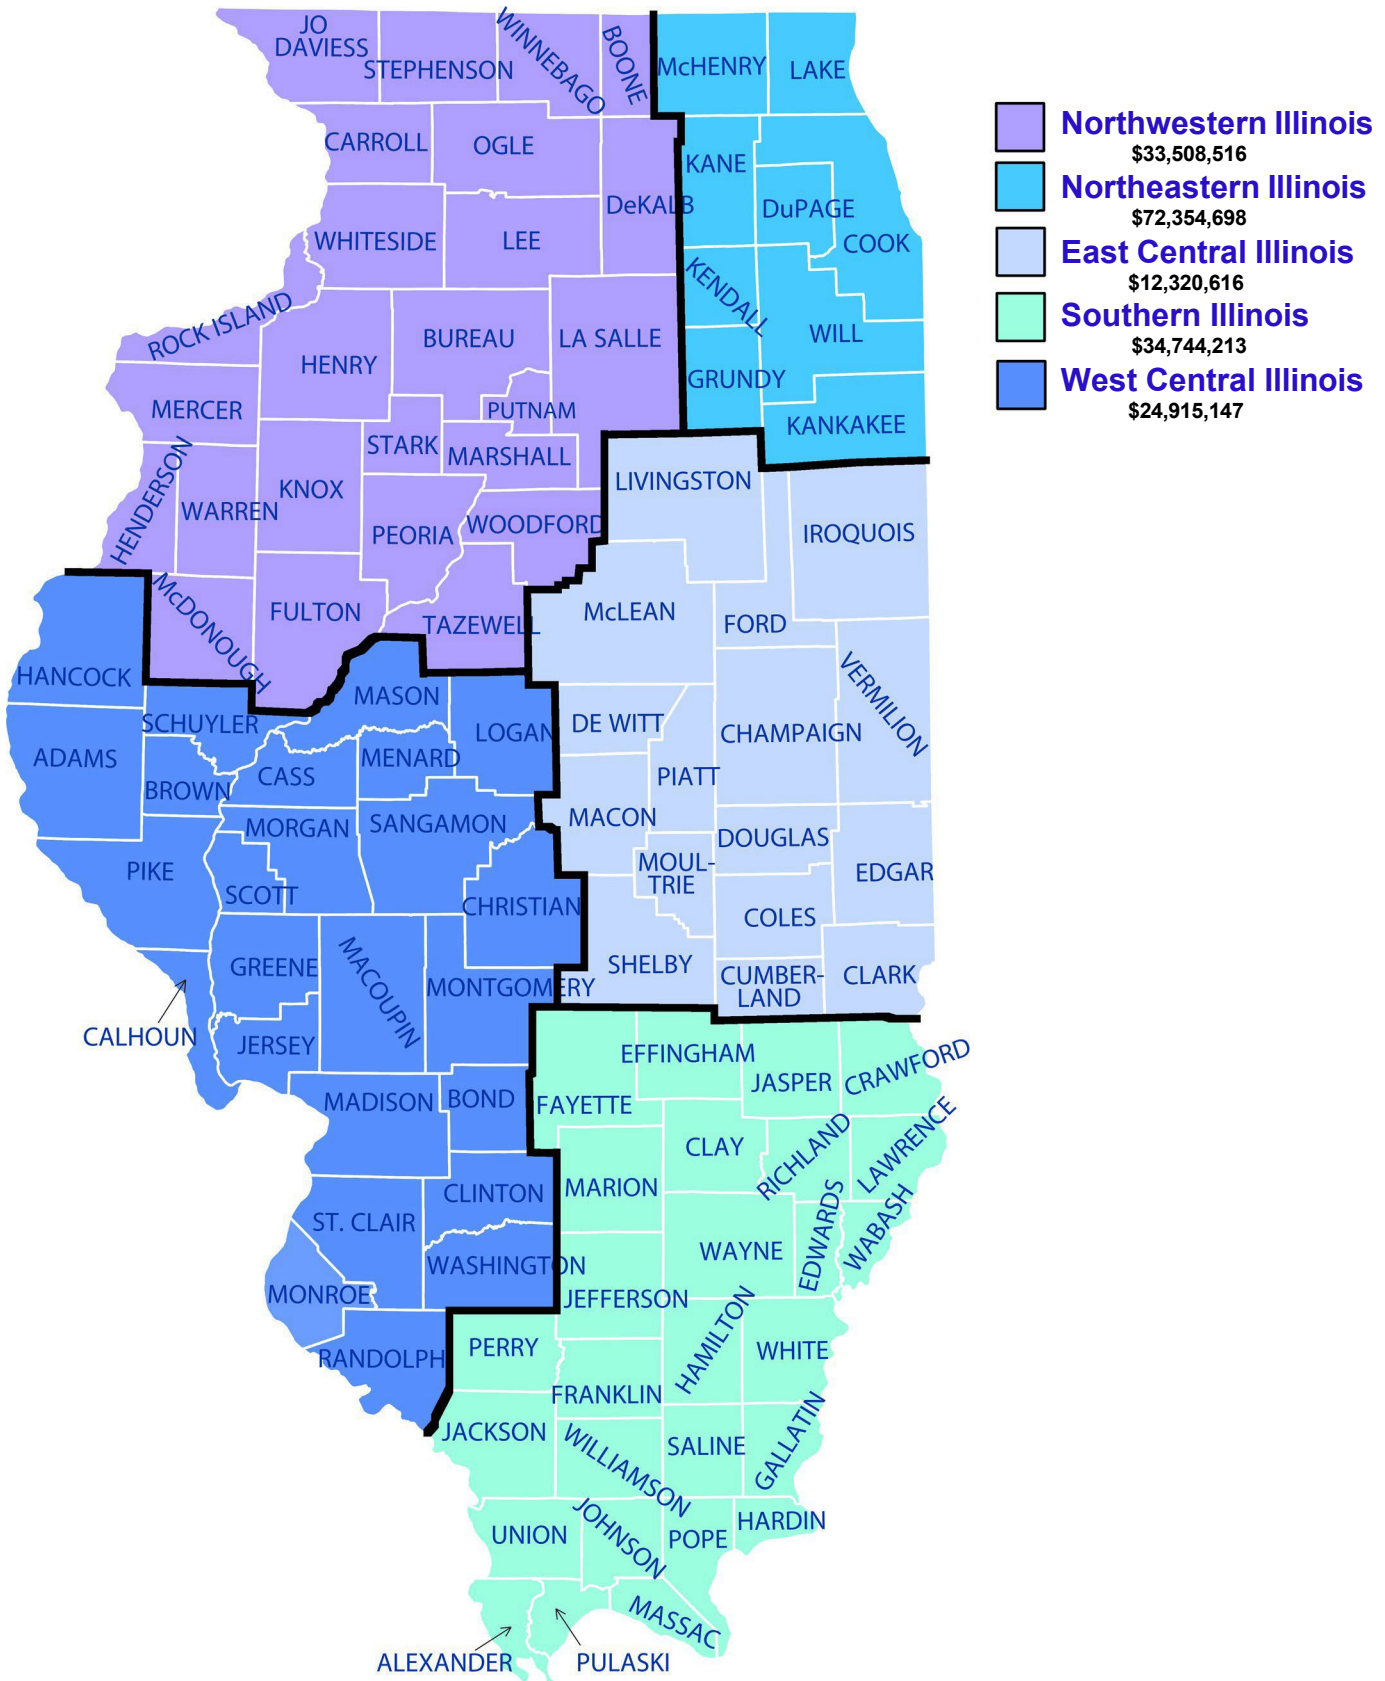 JO
DAVIESS
STEPHENSON
WINNEBAGO
BOONE
McHENRY
LAKE
Northwestern Illinois
$33,508,516
Northeastern Illinois
$72,354,698
East Central Illinois
$12,320,616
Southern Illinois
$34,744,213
West Central Illinois
$24,915,147
CARROLL
OGLE
DeKALB
KANE
DuPAGE
COOK
WHITESIDE
LEE
ROCK ISLAND
HENRY
BUREAU
LA SALLE
KENDALL
WILL
GRUNDY
KANKAKEE
MERCER
PUTNAM
STARK
MARSHALL
HENDERSON
WARREN
KNOX
PEORIA
WOODFORD
LIVINGSTON
IROQUOIS
McDONOUGH
FULTON
TAZEWELL
McLEAN
FORD
VERMILION
HANCOCK
SCHUYLER
MASON
LOGAN
DE WITT
CHAMPAIGN
ADAMS
BROWN
CASS
MENARD
PIATT
MORGAN
SANGAMON
MACON
DOUGLAS
PIKE
SCOTT
CHRISTIAN
MOUL-
TRIE
EDGAR
COLES
GREENE
MACOUPIN
MONTGOMERY
SHELBY
CUMBER-
LAND
CLARK
CALHOUN
JERSEY
EFFINGHAM
JASPER
CRAWFORD
MADISON
BOND
FAYETTE
CLAY
RICHLAND
LAWRENCE
CLINTON
MARION
ST. CLAIR
WAYNE
EDWARDS
WABASH
WASHINGTON
MONROE
JEFFERSON
HAMILTON
WHITE
RANDOLPH
PERRY
FRANKLIN
JACKSON
WILLIAMSON
SALINE
GALLATIN
UNION
JOHNSON
POPE
HARDIN
MASSAC
ALEXANDER
PULASKI